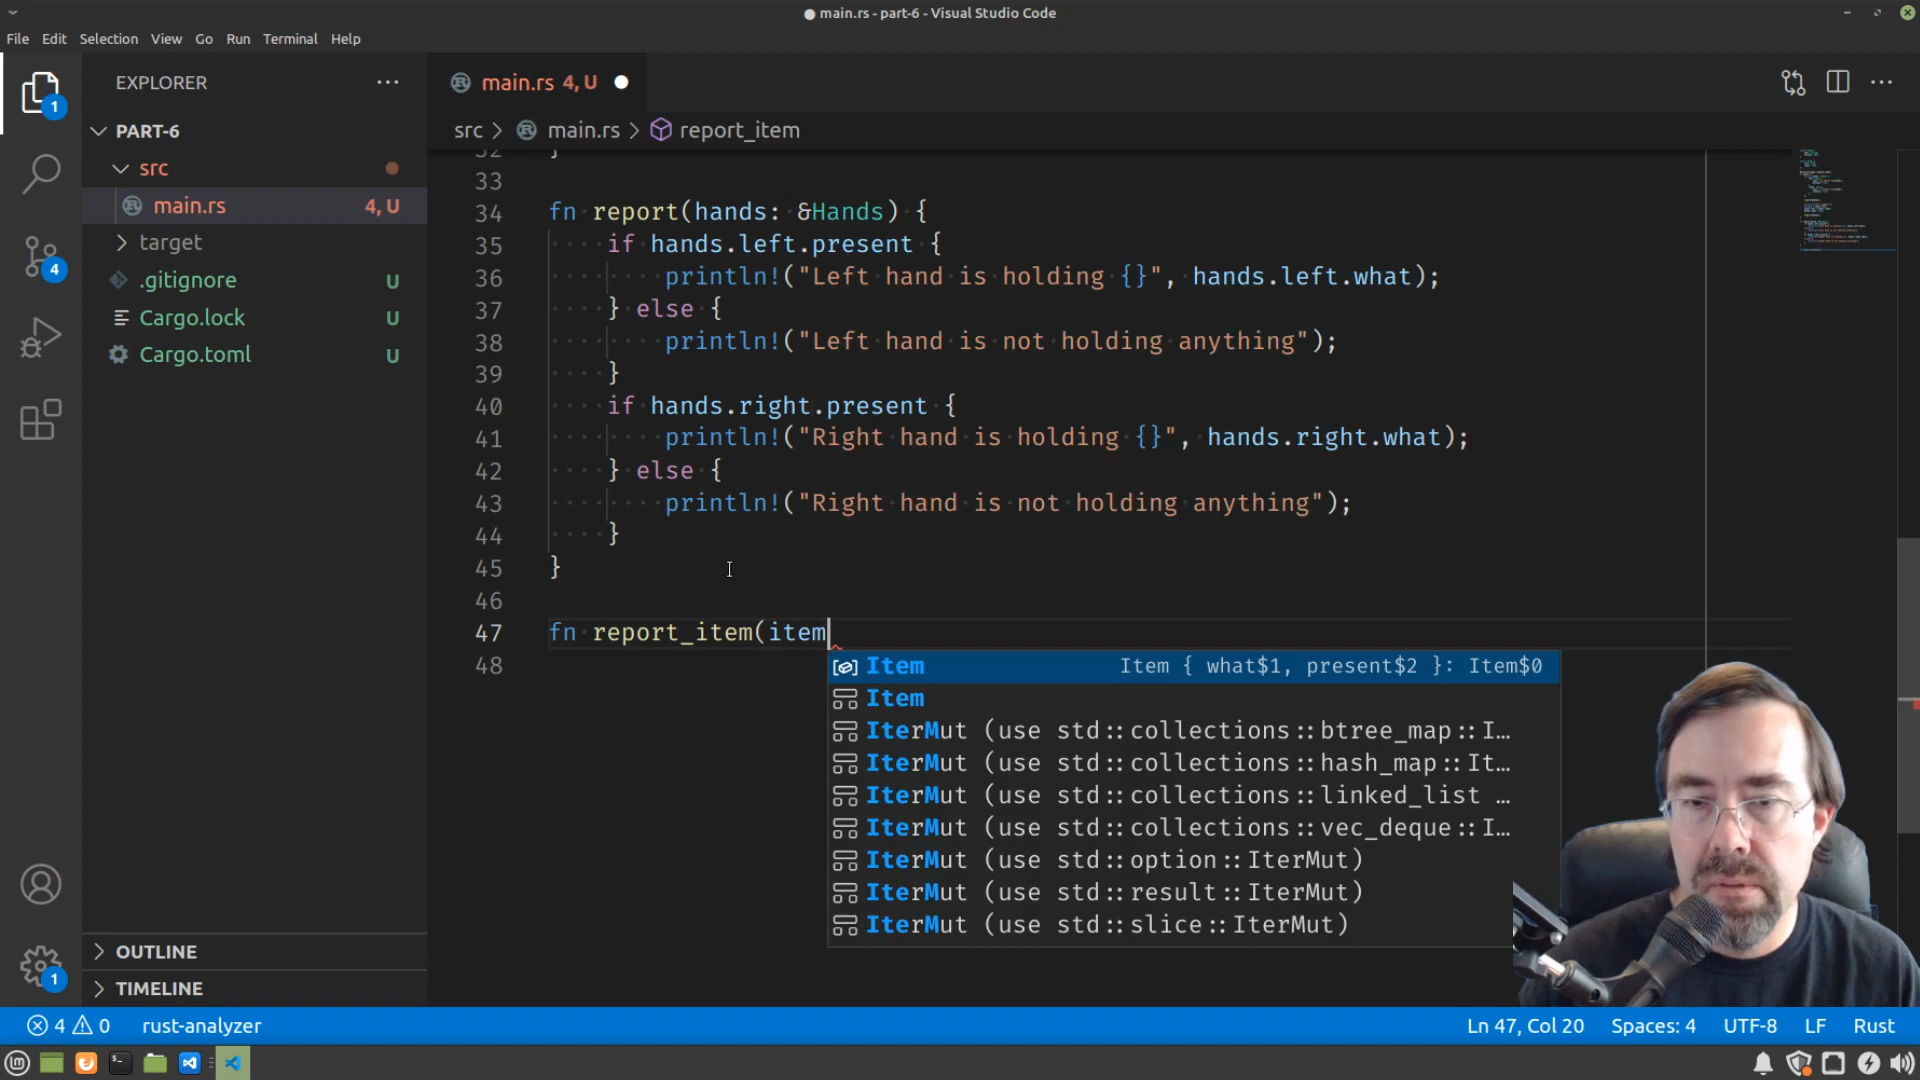 main.rs - part-6 - Visual Studio Code
File Edit Selection View Go Run Terminal Help
EXPLORER
main.rs 4, U
1
PART-6
src > main.rs > report_item
src
main.rs 4, U
target
4
.gitignore U
Cargo.lock U
Cargo.toml U
32 }
33
34 fn report(hands: &Hands) {
35 if hands.left.present {
36 println!("Left hand is holding {}", hands.left.what);
37 } else {
38 println!("Left hand is not holding anything");
39 }
40 if hands.right.present {
41 println!("Right hand is holding {}", hands.right.what);
42 } else {
43 println!("Right hand is not holding anything");
44 }
45 }
46
47 fn report_item(item
48
Item Item { what$1, present$2 }: Item$0
Item
IterMut (use std::collections::btree_map::I…
IterMut (use std::collections::hash_map::It…
IterMut (use std::collections::linked_list …
IterMut (use std::collections::vec_deque::I…
IterMut (use std::option::IterMut)
IterMut (use std::result::IterMut)
IterMut (use std::slice::IterMut)
OUTLINE
1
TIMELINE
4 0 rust-analyzer Ln 47, Col 20 Spaces: 4 UTF-8 LF Rust